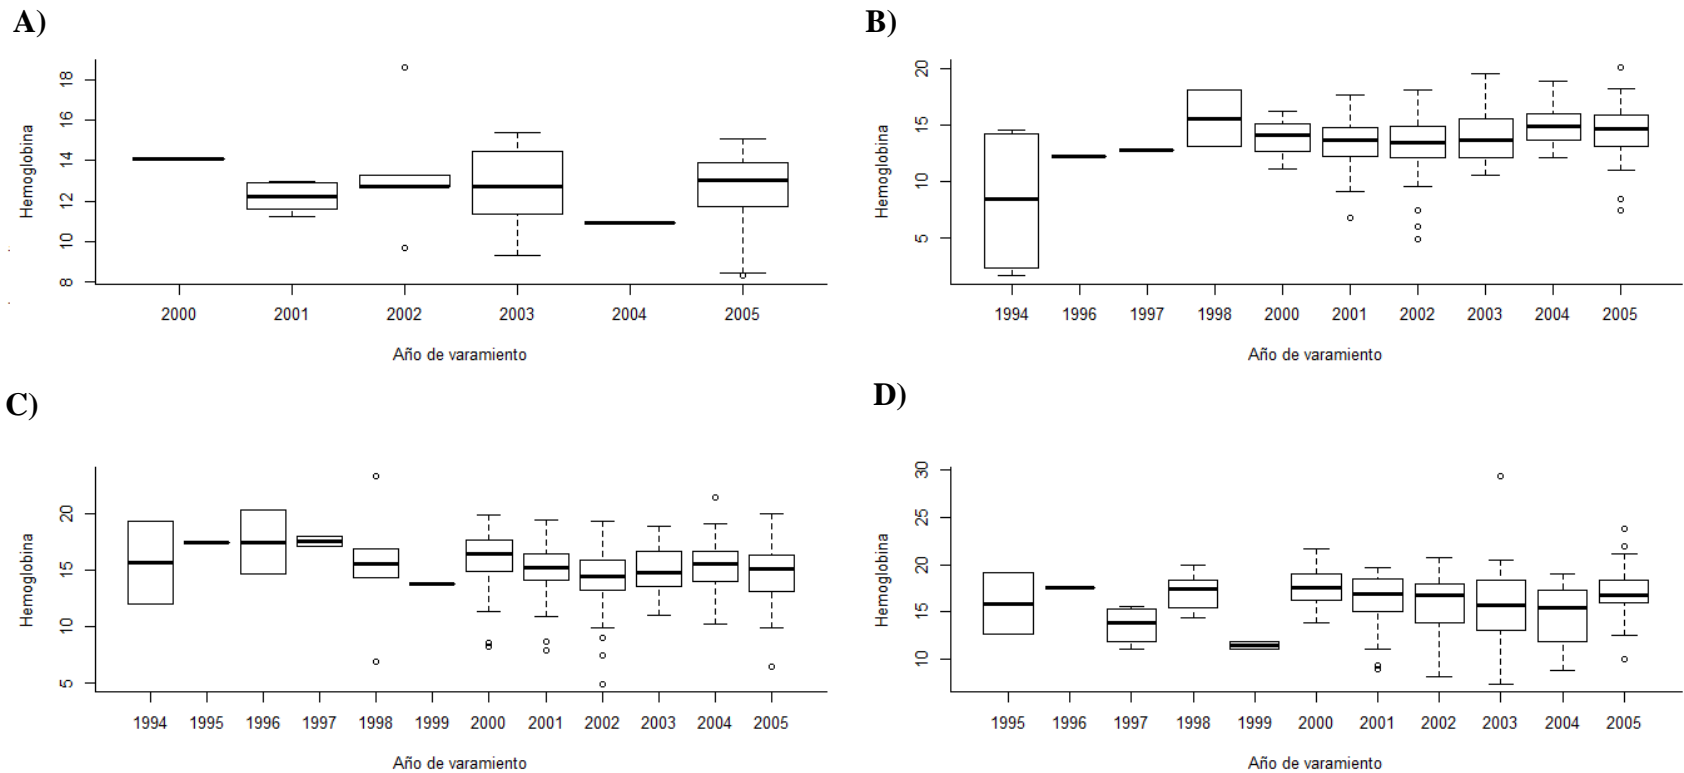 A)
18
16
14
12
10
8
Hemoglobina
2000 2001 2002 2003 2004 2005
Año de varamiento
B)
20
15
10
5
Hemoglobina
1994 1996 1997 1998 2000 2001 2002 2003 2004 2005
Año de varamiento
C)
20
15
10
5
Hemoglobina
1994 1995 1996 1997 1998 1999 2000 2001 2002 2003 2004 2005
Año de varamiento
D)
30
25
20
15
10
Hemoglobina
1995 1996 1997 1998 1999 2000 2001 2002 2003 2004 2005
Año de varamiento